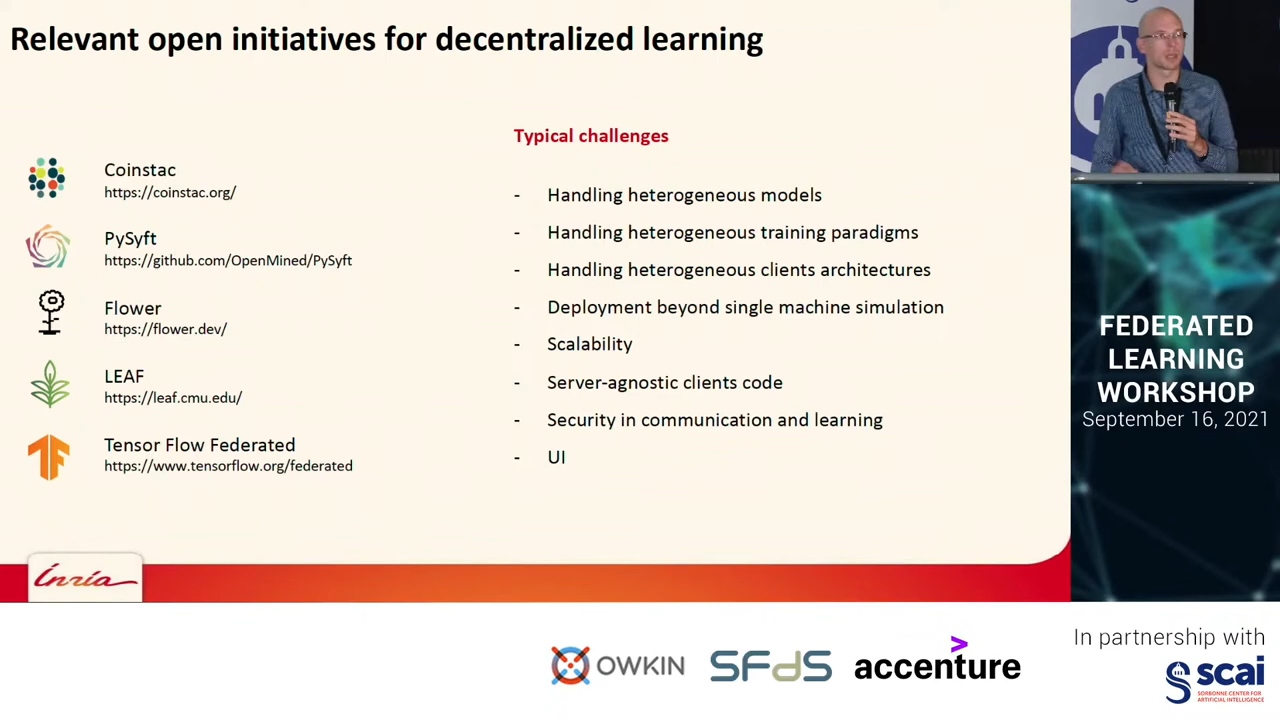 Relevant open initiatives for decentralized learning
Coinstac
https://coinstac.org/
PySyft
https://github.com/OpenMined/PySyft
Flower
https://flower.dev/
LEAF
https://leaf.cmu.edu/
Tensor Flow Federated
https://www.tensorflow.org/federated
Typical challenges
- Handling heterogeneous models
- Handling heterogeneous training paradigms
- Handling heterogeneous clients architectures
- Deployment beyond single machine simulation
- Scalability
- Server-agnostic clients code
- Security in communication and learning
- UI
FEDERATED
LEARNING
WORKSHOP
September 16, 2021
Inria
OWKIN
SFdS
accenture
In partnership with
scai
SORBONNE CENTER FOR
ARTIFICIAL INTELLIGENCE